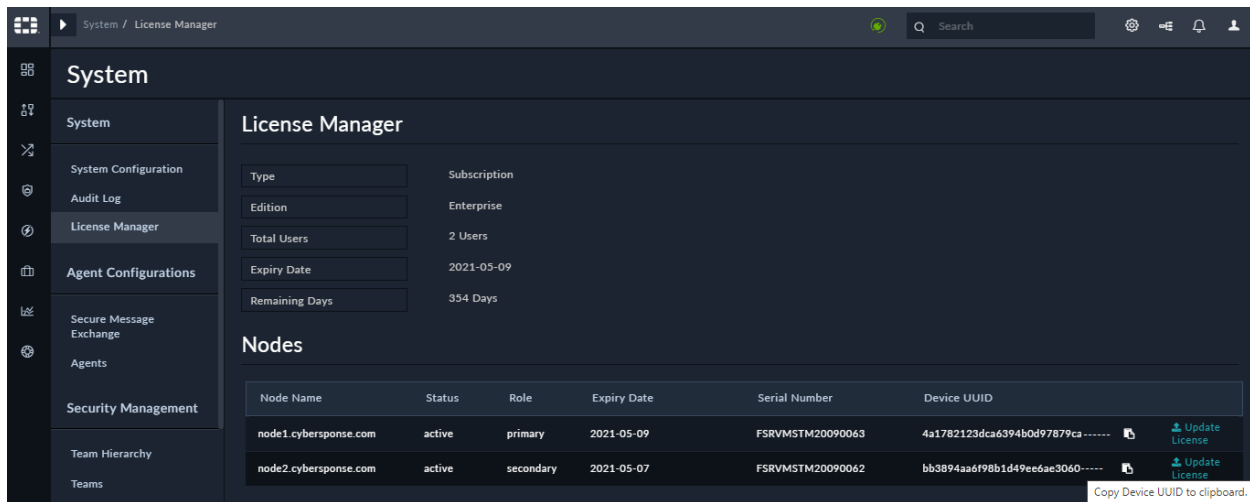 System / License Manager
Search
System
System
System Configuration
Audit Log
License Manager
Agent Configurations
Secure Message
Exchange
Agents
Security Management
Team Hierarchy
Teams
License Manager
Type Subscription
Edition Enterprise
Total Users 2 Users
Expiry Date 2021-05-09
Remaining Days 354 Days
Nodes
Node Name Status Role Expiry Date Serial Number Device UUID
node1.cybersponse.com active primary 2021-05-09 FSRVMSTM20090063 4a1782123dca6394b0d97879ca------ Update
License
node2.cybersponse.com active secondary 2021-05-07 FSRVMSTM20090062 bb3894aa6f98b1d49ee6ae3060----- Update
License
Copy Device UUID to clipboard.